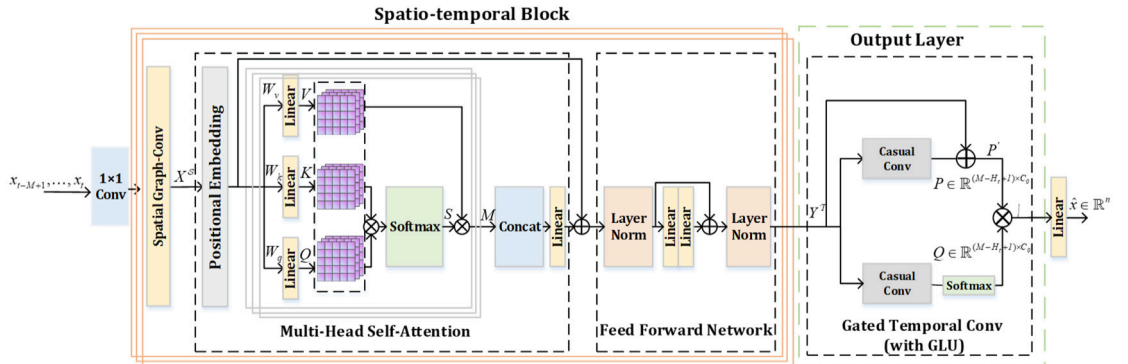 Spatio-temporal Block
Output Layer
x_{t-M+1},...,x_t
1×1
Conv
Spatial Graph-Conv
X^S
Positional Embedding
W_v
Linear
V
W_k
Linear
K
W_q
Linear
Q
Softmax
S
M
Concat
Linear
Multi-Head Self-Attention
Layer
Norm
Linear
Linear
Layer
Norm
Feed Forward Network
Y^T
Casual
Conv
P'
P ∈ ℝ^{(M-H_t+1)×C_0}
Q ∈ ℝ^{(M-H_t+1)×C_0}
Casual
Conv
Softmax
Gated Temporal Conv
(with GLU)
Linear
x̂ ∈ ℝ^n